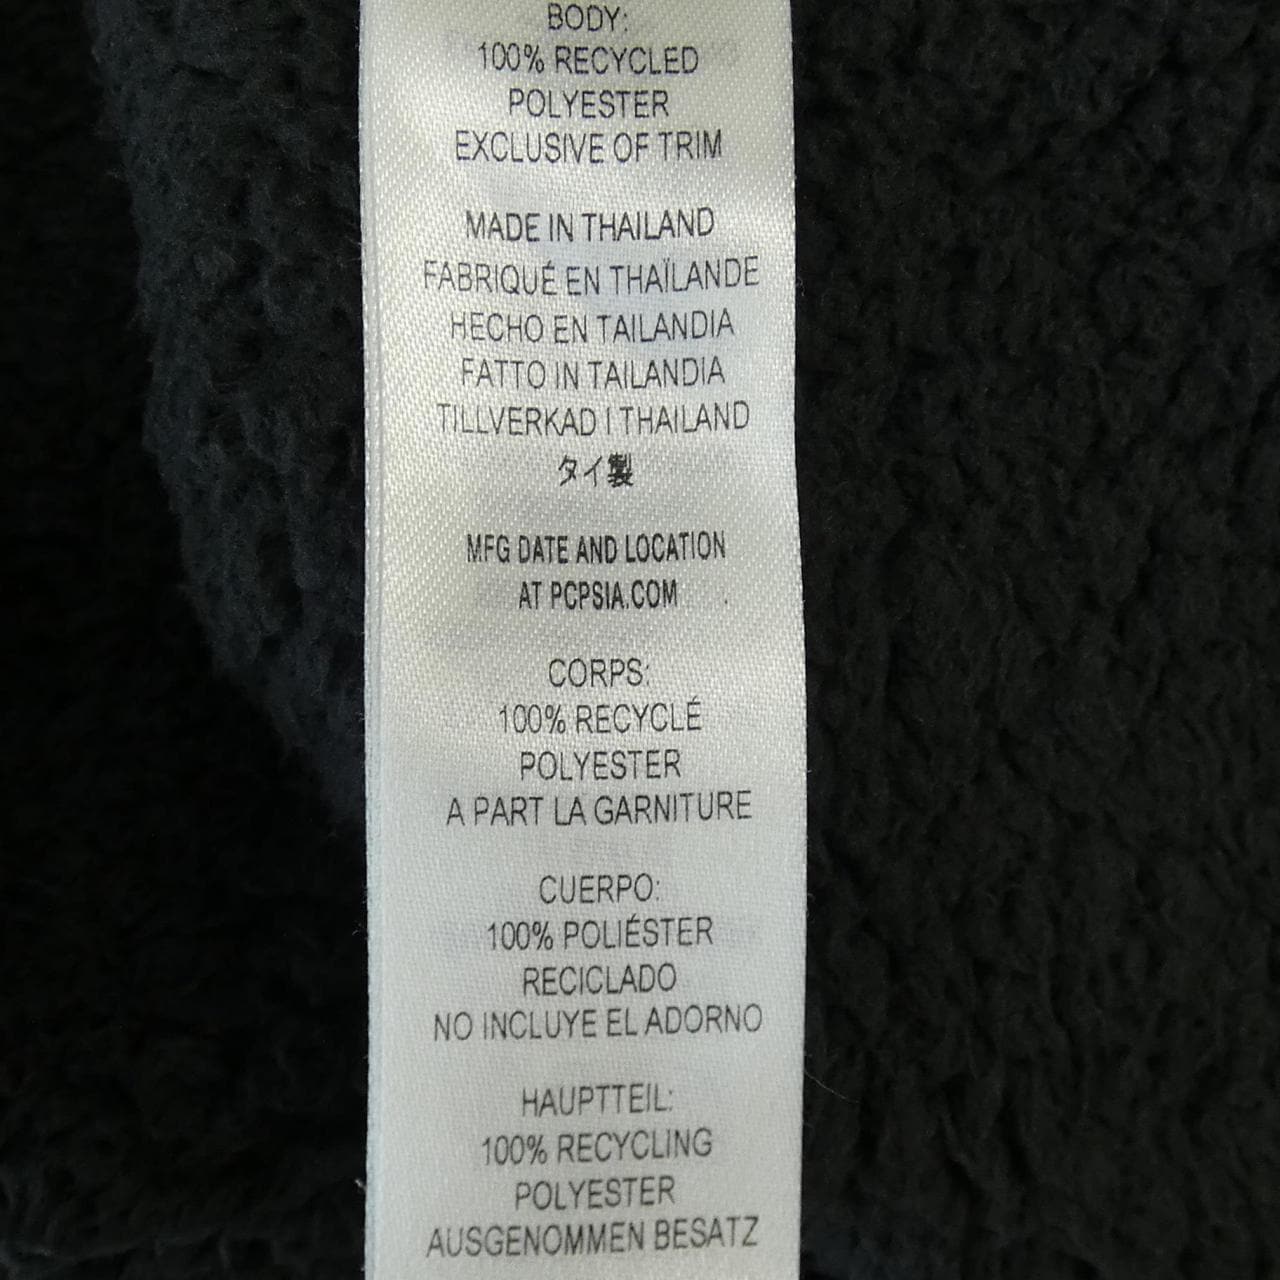 BODY:
100% RECYCLED
POLYESTER
EXCLUSIVE OF TRIM
MADE IN THAILAND
FABRIQUÉ EN THAÏLANDE
HECHO EN TAILANDIA
FATTO IN TAILANDIA
TILLVERKAD I THAILAND
タイ製
MFG DATE AND LOCATION
AT PCPSIA.COM
CORPS:
100% RECYCLÉ
POLYESTER
A PART LA GARNITURE
CUERPO:
100% POLIÉSTER
RECICLADO
NO INCLUYE EL ADORNO
HAUPTTEIL:
100% RECYCLING
POLYESTER
AUSGENOMMEN BESATZ